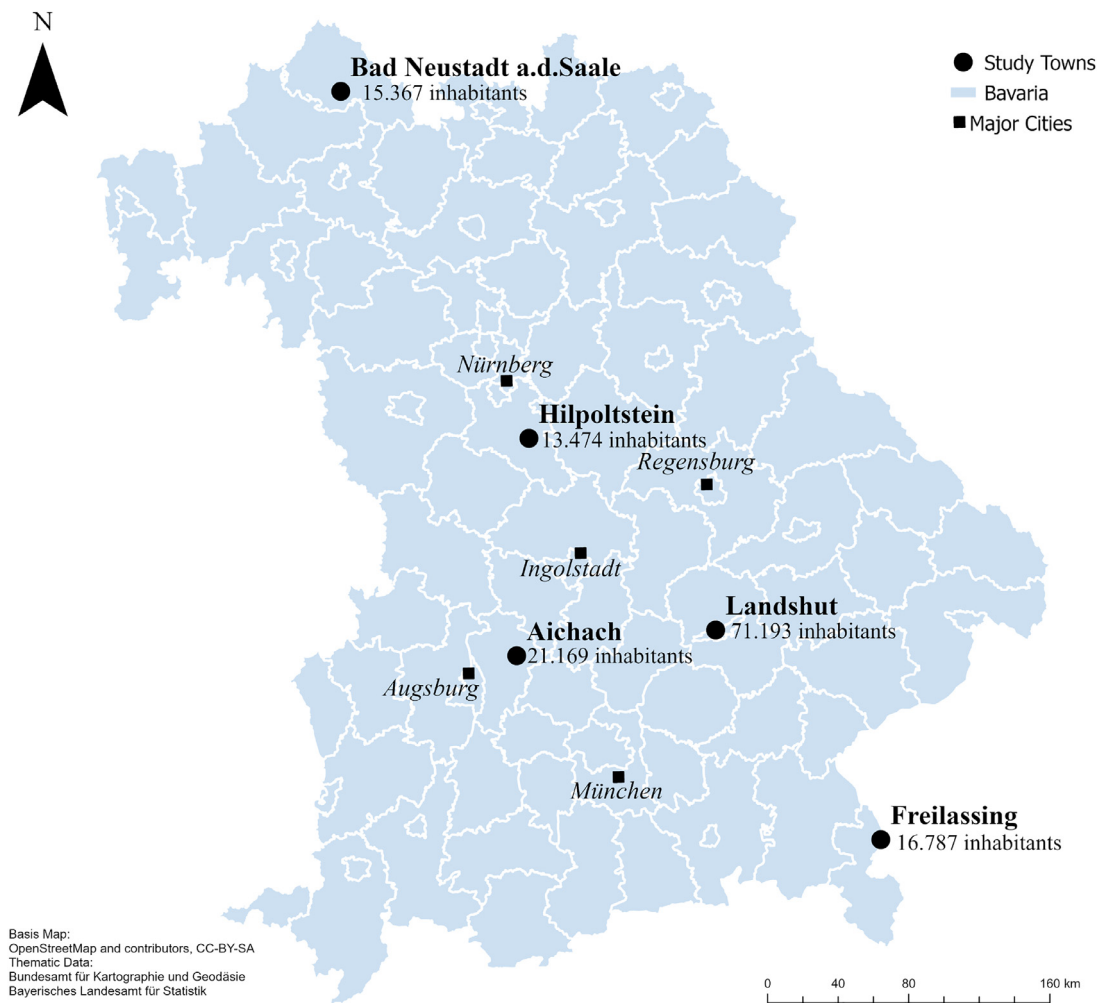 N
Bad Neustadt a.d.Saale
15.367 inhabitants
Study Towns
Bavaria
Major Cities
Nürnberg
Hilpoltstein
13.474 inhabitants
Regensburg
Ingolstadt
Landshut
71.193 inhabitants
Aichach
21.169 inhabitants
Augsburg
München
Freilassing
16.787 inhabitants
Basis Map:
OpenStreetMap and contributors, CC-BY-SA
Thematic Data:
Bundesamt für Kartographie und Geodäsie
Bayerisches Landesamt für Statistik
0 40 80 160 km